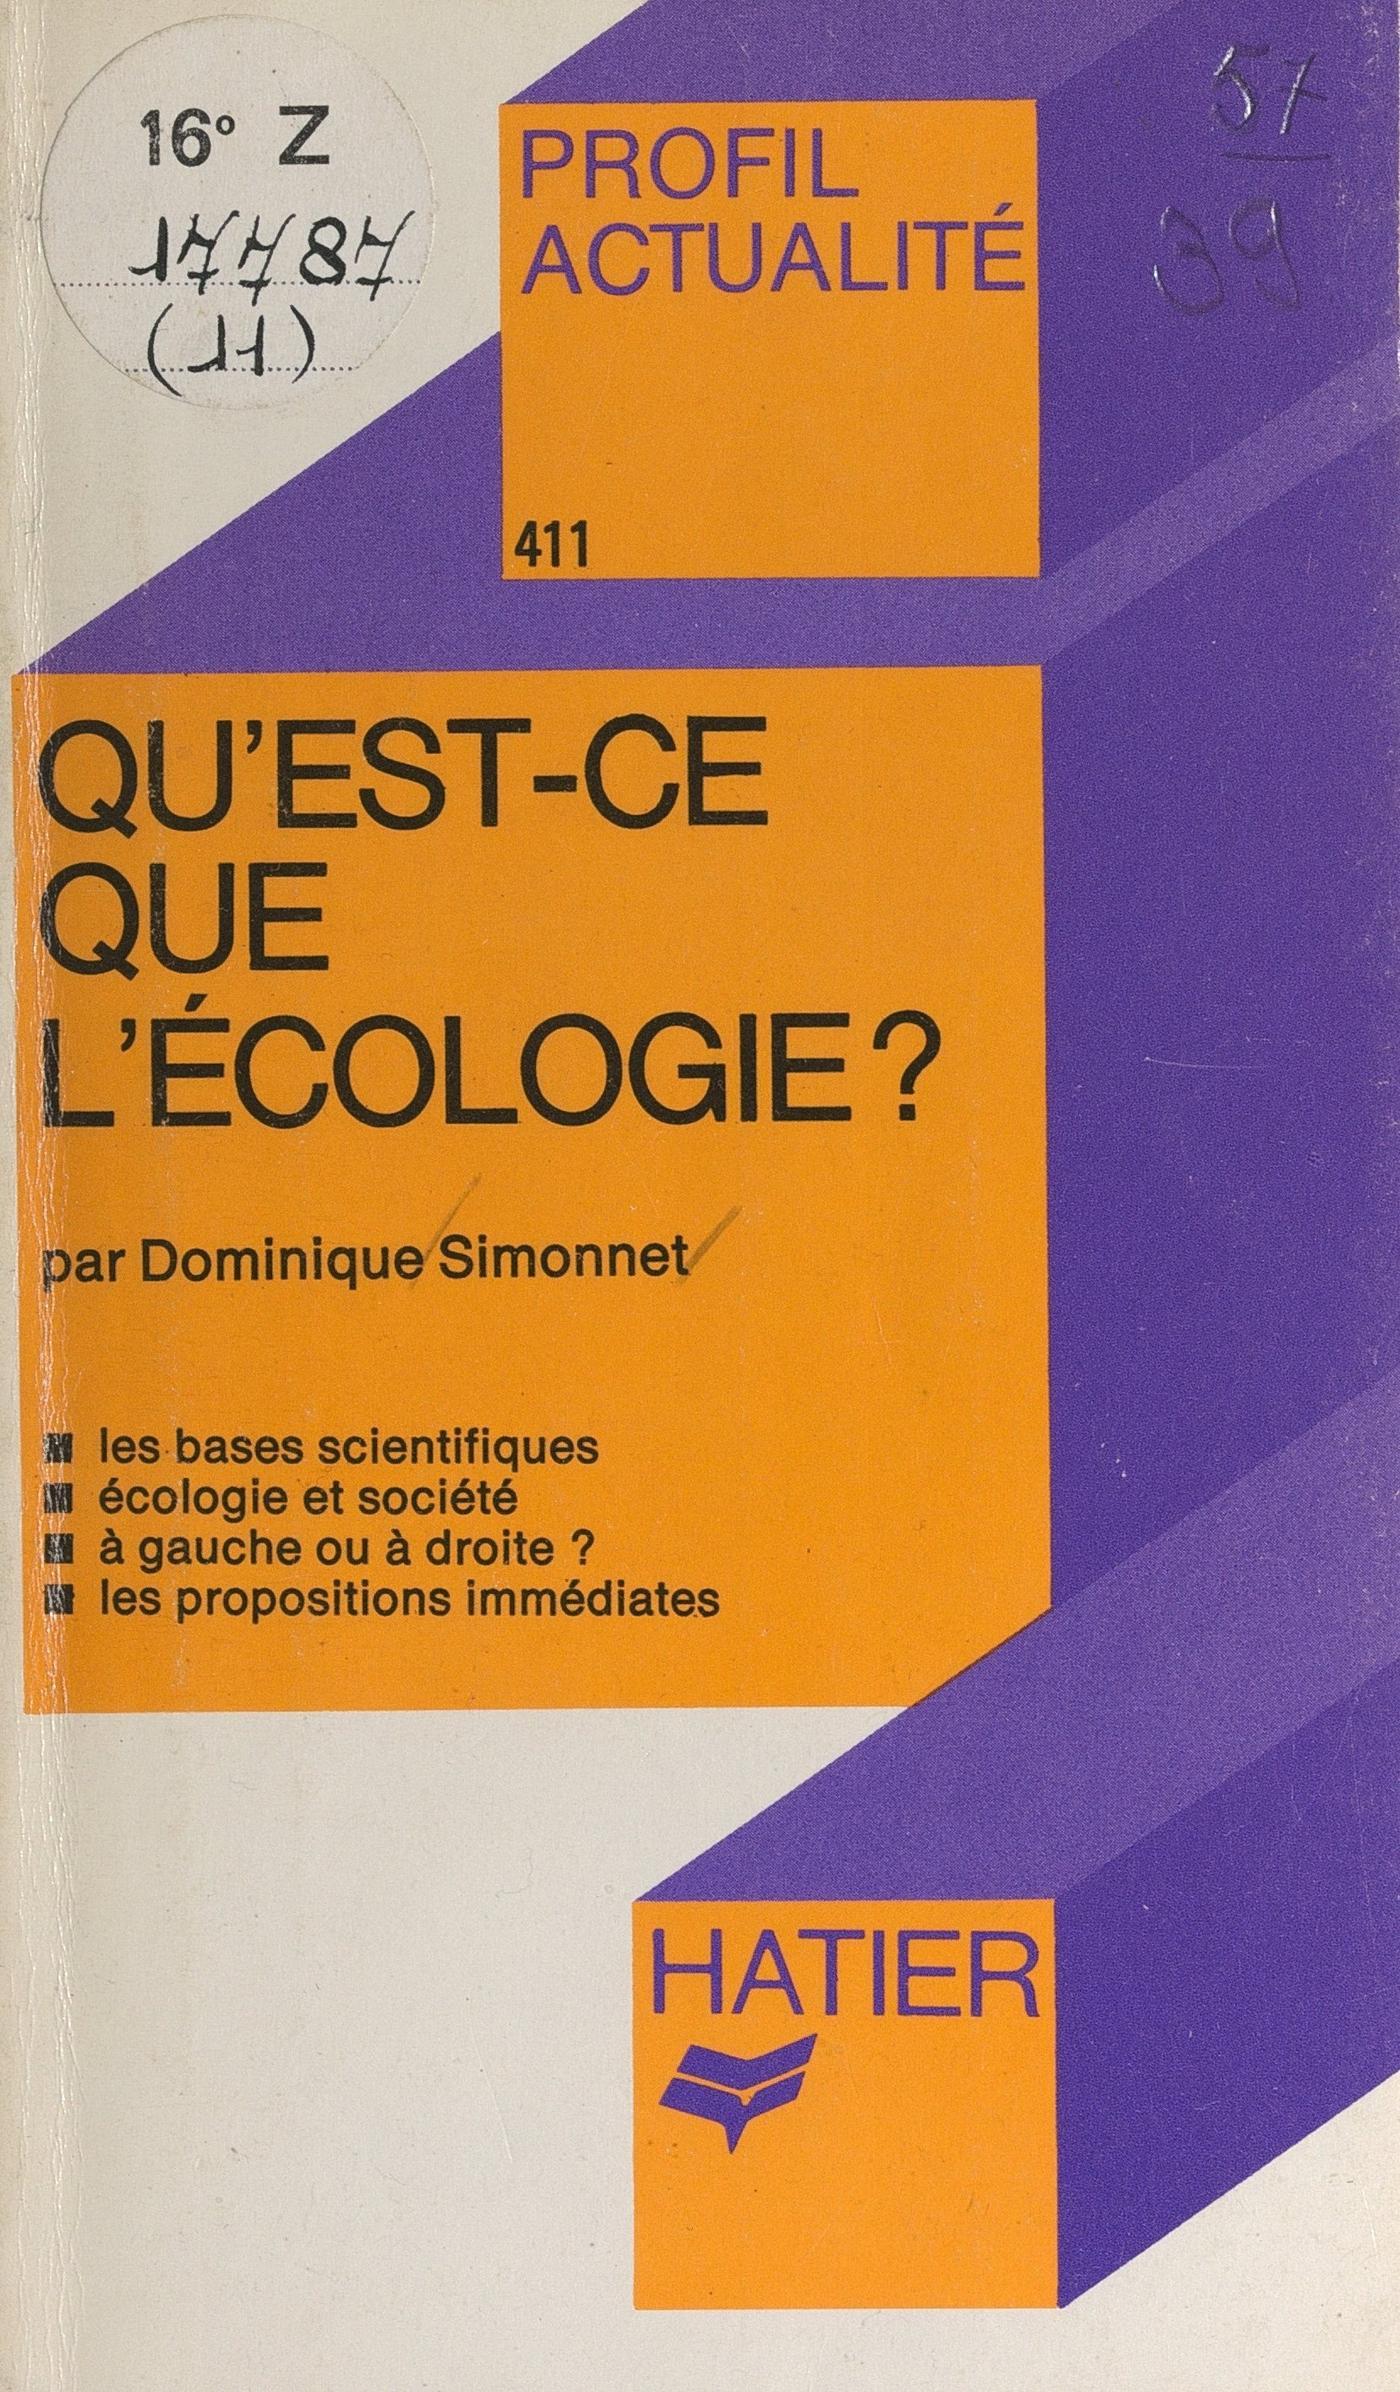 16° Z
17787
(11)
57
39
PROFIL
ACTUALITÉ
411
QU'EST-CE
QUE
L'ÉCOLOGIE ?
par Dominique Simonnet
■ les bases scientifiques
■ écologie et société
■ à gauche ou à droite ?
■ les propositions immédiates
HATIER